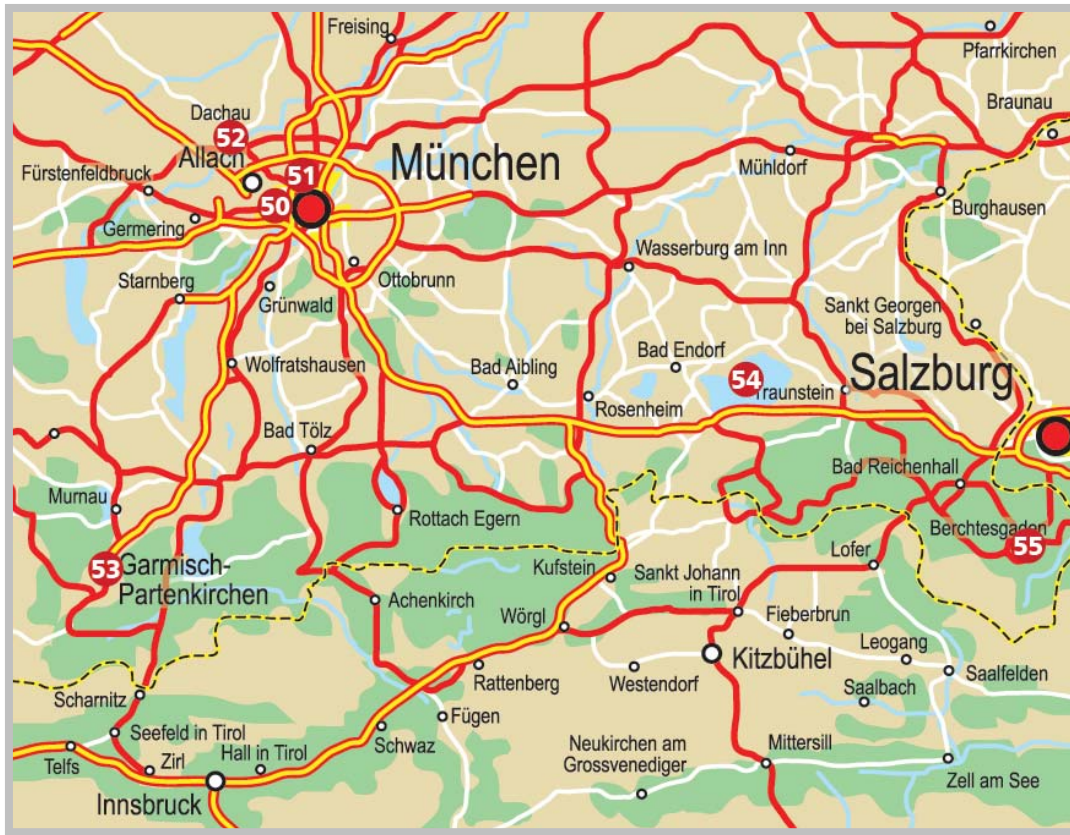 Freising
Pfarrkirchen
Dachau
52
Braunau
Allach
München
Mühldorf
Fürstenfeldbruck
51
50
Burghausen
Germering
Wasserburg am Inn
Starnberg
Ottobrunn
Grünwald
Sankt Georgen
bei Salzburg
Wolfratshausen
Bad Aibling
Bad Endorf
54
Traunstein
Salzburg
Rosenheim
Bad Tölz
Bad Reichenhall
Murnau
Rottach Egern
Berchtesgaden
55
53
Garmisch-
Partenkirchen
Kufstein
Sankt Johann
in Tirol
Lofer
Achenkirch
Wörgl
Fieberbrun
Leogang
Kitzbühel
Rattenberg
Westendorf
Saalfelden
Scharnitz
Saalbach
Fügen
Seefeld in Tirol
Hall in Tirol
Schwaz
Neukirchen am
Grossvenediger
Mittersill
Telfs
Zirl
Zell am See
Innsbruck